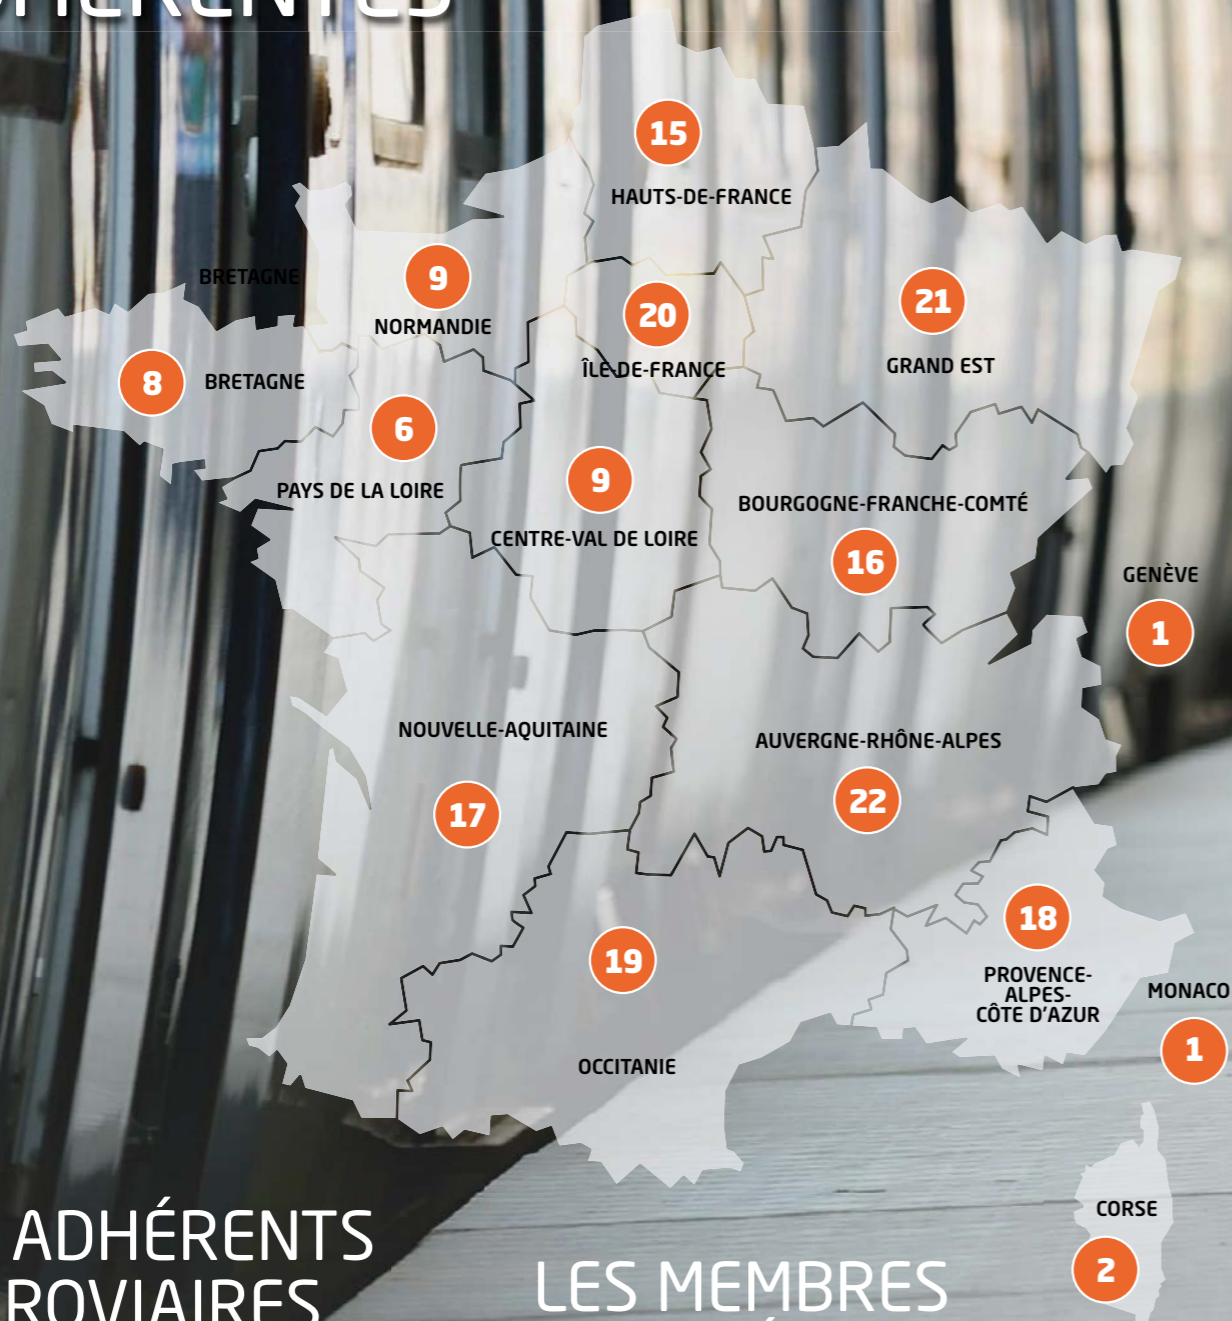 15
HAUTS-DE-FRANCE
BRETAGNE
9
NORMANDIE
20
ÎLE-DE-FRANCE
21
GRAND EST
8
BRETAGNE
6
PAYS DE LA LOIRE
9
CENTRE-VAL DE LOIRE
BOURGOGNE-FRANCHE-COMTÉ
16
GENÈVE
1
NOUVELLE-AQUITAINE
17
AUVERGNE-RHÔNE-ALPES
22
19
OCCITANIE
18
PROVENCE-
ALPES-
CÔTE D'AZUR
MONACO
1
CORSE
2
ADHÉRENTS
ROVIAIRES
LES MEMBRES